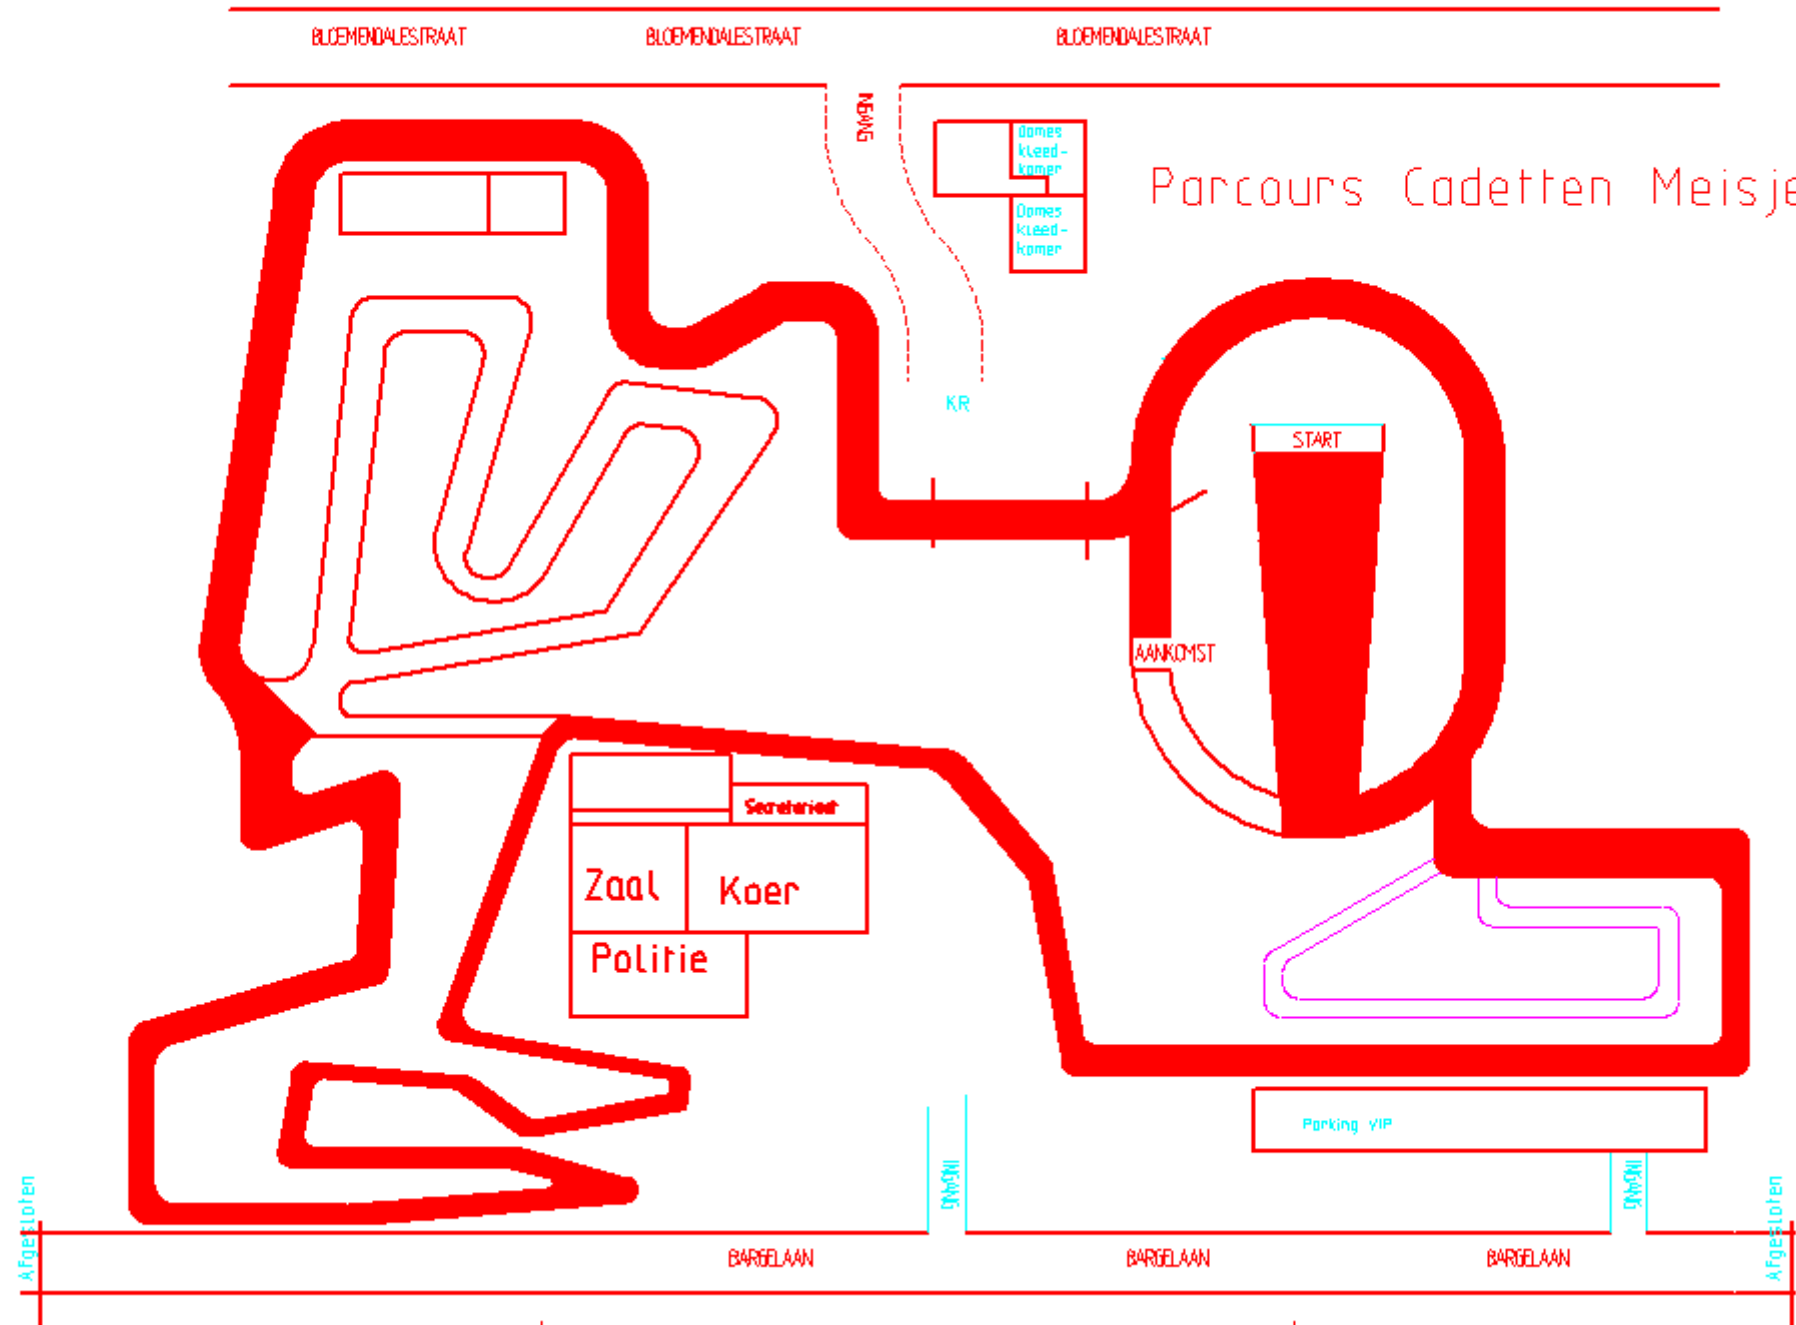 BLOEMENDALESTRAAT
BLOEMENDALESTRAAT
BLOEMENDALESTRAAT
INGANG
Dames
kleed-
kamer
Parcours Cadetten Meisje
Dames
kleed-
kamer
KR
START
AANKOMST
Secretariaat
Zaal
Koer
Politie
Parking VIP
INGANG
INGANG
Afgesloten
Afgesloten
BARGELAAN
BARGELAAN
BARGELAAN